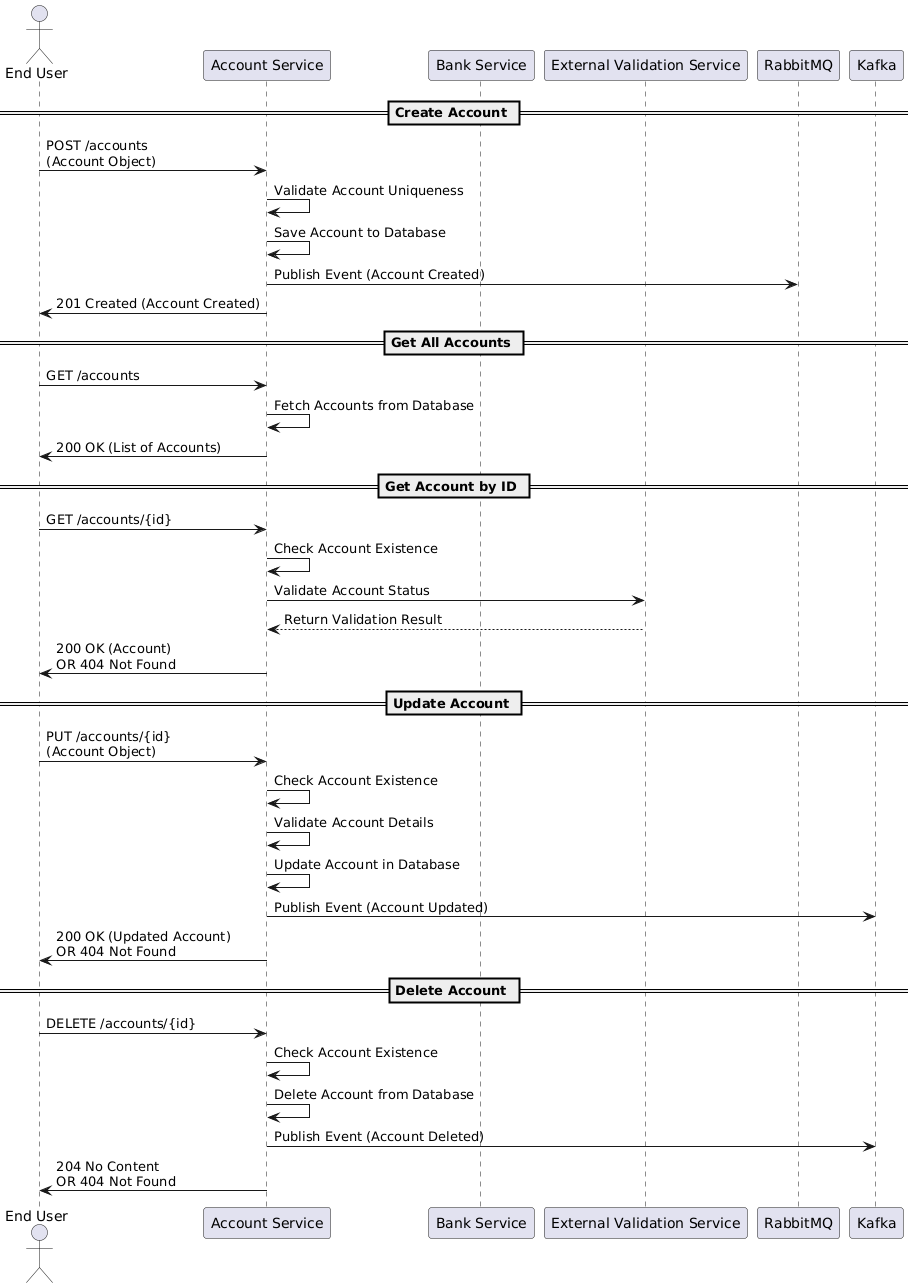 End User
Account Service
Bank Service
External Validation Service
RabbitMQ
Kafka
Create Account
POST /accounts
(Account Object)
Validate Account Uniqueness
Save Account to Database
Publish Event (Account Created)
201 Created (Account Created)
Get All Accounts
GET /accounts
Fetch Accounts from Database
200 OK (List of Accounts)
Get Account by ID
GET /accounts/{id}
Check Account Existence
Validate Account Status
Return Validation Result
200 OK (Account)
OR 404 Not Found
Update Account
PUT /accounts/{id}
(Account Object)
Check Account Existence
Validate Account Details
Update Account in Database
Publish Event (Account Updated)
200 OK (Updated Account)
OR 404 Not Found
Delete Account
DELETE /accounts/{id}
Check Account Existence
Delete Account from Database
Publish Event (Account Deleted)
204 No Content
OR 404 Not Found
End User
Account Service
Bank Service
External Validation Service
RabbitMQ
Kafka